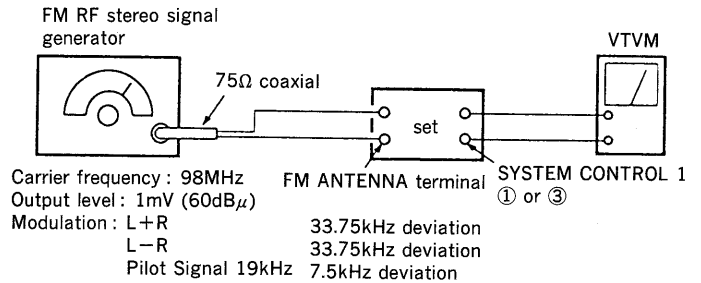 FM RF stereo signal
generator
VTVM
75Ω coaxial
set
FM ANTENNA terminal
SYSTEM CONTROL 1
① or ③
Carrier frequency : 98MHz
Output level : 1mV (60dBμ)
Modulation : L+R 33.75kHz deviation
L−R 33.75kHz deviation
Pilot Signal 19kHz 7.5kHz deviation